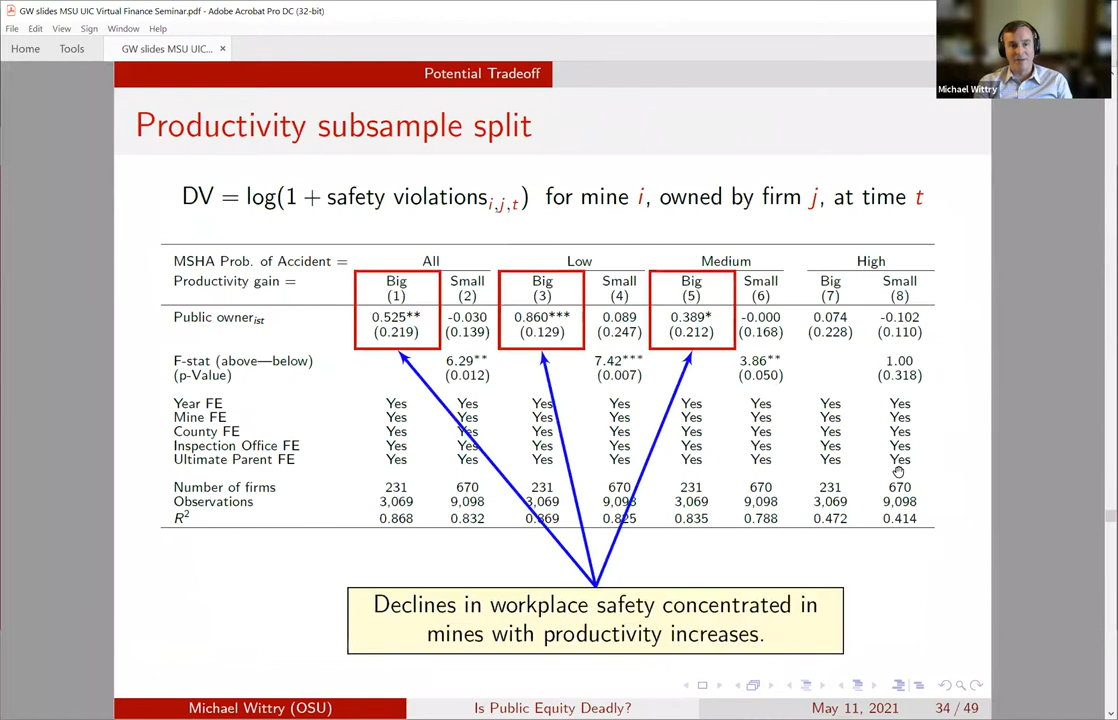 GW slides MSU UIC Virtual Finance Seminar.pdf - Adobe Acrobat Pro DC (32-bit)
File Edit View Sign Window Help
Home Tools GW slides MSU UIC... ×
Michael Wittry
Potential Tradeoff
Productivity subsample split
DV = log(1 + safety violations i,j,t) for mine i, owned by firm j, at time t
MSHA Prob. of Accident = All Low Medium High
Productivity gain = Big Small Big Small Big Small Big Small
(1) (2) (3) (4) (5) (6) (7) (8)
Public owner ist 0.525** -0.030 0.860*** 0.089 0.389* -0.000 0.074 -0.102
(0.219) (0.139) (0.129) (0.247) (0.212) (0.168) (0.228) (0.110)
F-stat (above—below) 6.29** 7.42*** 3.86** 1.00
(p-Value) (0.012) (0.007) (0.050) (0.318)
Year FE Yes Yes Yes Yes Yes Yes Yes Yes
Mine FE Yes Yes Yes Yes Yes Yes Yes Yes
County FE Yes Yes Yes Yes Yes Yes Yes Yes
Inspection Office FE Yes Yes Yes Yes Yes Yes Yes Yes
Ultimate Parent FE Yes Yes Yes Yes Yes Yes Yes Yes
Number of firms 231 670 231 670 231 670 231 670
Observations 3,069 9,098 3,069 9,098 3,069 9,098 3,069 9,098
R² 0.868 0.832 0.869 0.825 0.835 0.788 0.472 0.414
Declines in workplace safety concentrated in
mines with productivity increases.
Michael Wittry (OSU) Is Public Equity Deadly? May 11, 2021 34 / 49